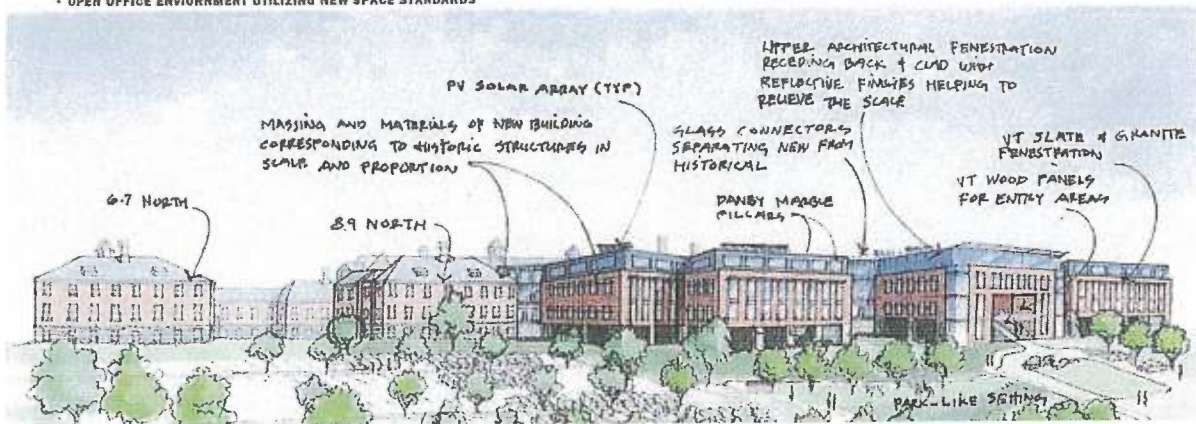 • OPEN OFFICE ENVIORNMENT UTILIZING NEW SPACE STANDARDS
UPPER ARCHITECTURAL FENESTRATION
RECEDING BACK & CLAD WITH
REFLECTIVE FINISHES HELPING TO
RELIEVE THE SCALE
PV SOLAR ARRAY (TYP)
MASSING AND MATERIALS OF NEW BUILDING
CORRESPONDING TO HISTORIC STRUCTURES IN
SCALE AND PROPORTION
GLASS CONNECTORS
SEPARATING NEW FROM
HISTORICAL
VT SLATE & GRANITE
FENESTRATION
VT WOOD PANELS
FOR ENTRY AREAS
6-7 NORTH
8.9 NORTH
DANBY MARBLE
PILLARS
PARK-LIKE SETTING